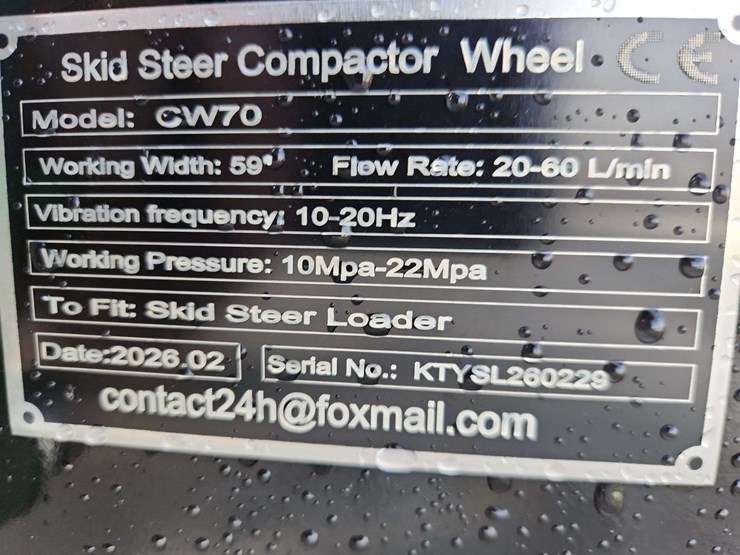 Skid Steer Compactor Wheel CE
Model: CW70
Working Width: 59" Flow Rate: 20-60 L/min
Vibration frequency: 10-20Hz
Working Pressure: 10Mpa-22Mpa
To Fit: Skid Steer Loader
Date:2026.02 Serial No.: KTYSL260229
contact24h@foxmail.com